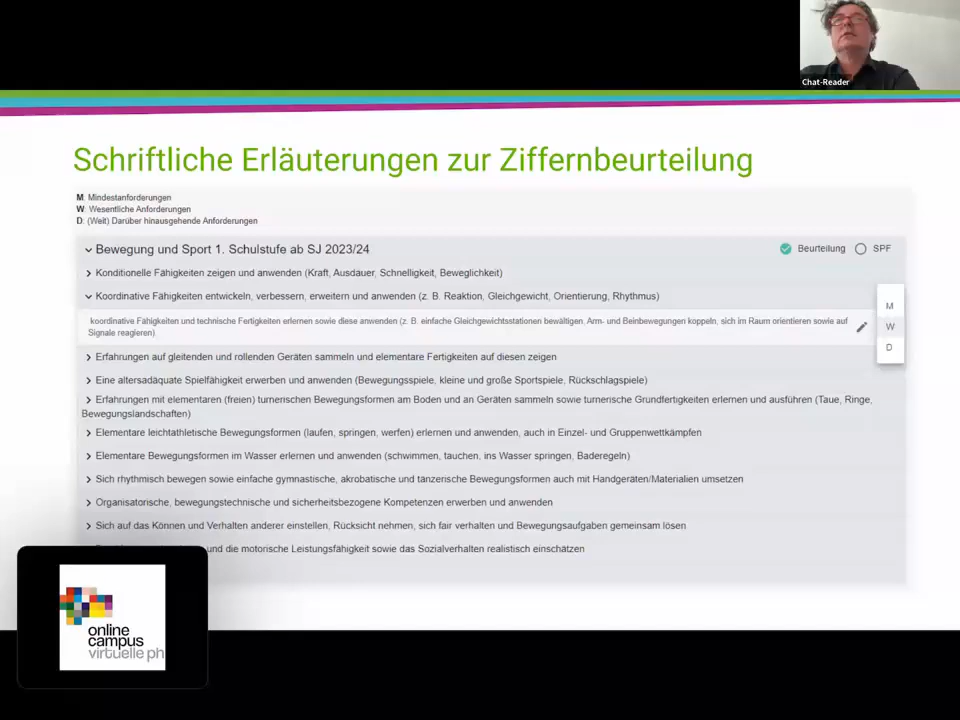 Chat-Reader
Schriftliche Erläuterungen zur Ziffernbeurteilung
M: Mindestanforderungen
W: Wesentliche Anforderungen
D: (Weit) Darüber hinausgehende Anforderungen
Bewegung und Sport 1. Schulstufe ab SJ 2023/24
Beurteilung
SPF
Konditionelle Fähigkeiten zeigen und anwenden (Kraft, Ausdauer, Schnelligkeit, Beweglichkeit)
Koordinative Fähigkeiten entwickeln, verbessern, erweitern und anwenden (z. B. Reaktion, Gleichgewicht, Orientierung, Rhythmus)
koordinative Fähigkeiten und technische Fertigkeiten erlernen sowie diese anwenden (z. B. einfache Gleichgewichtsstationen bewältigen, Arm- und Beinbewegungen koppeln, sich im Raum orientieren sowie auf
Signale reagieren).
M
W
D
Erfahrungen auf gleitenden und rollenden Geräten sammeln und elementare Fertigkeiten auf diesen zeigen
Eine altersadäquate Spielfähigkeit erwerben und anwenden (Bewegungsspiele, kleine und große Sportspiele, Rückschlagspiele)
Erfahrungen mit elementaren (freien) turnerischen Bewegungsformen am Boden und an Geräten sammeln sowie turnerische Grundfertigkeiten erlernen und ausführen (Taue, Ringe,
Bewegungslandschaften)
Elementare leichtathletische Bewegungsformen (laufen, springen, werfen) erlernen und anwenden, auch in Einzel- und Gruppenwettkämpfen
Elementare Bewegungsformen im Wasser erlernen und anwenden (schwimmen, tauchen, ins Wasser springen, Baderegeln)
Sich rhythmisch bewegen sowie einfache gymnastische, akrobatische und tänzerische Bewegungsformen auch mit Handgeräten/Materialien umsetzen
Organisatorische, bewegungstechnische und sicherheitsbezogene Kompetenzen erwerben und anwenden
Sich auf das Können und Verhalten anderer einstellen, Rücksicht nehmen, sich fair verhalten und Bewegungsaufgaben gemeinsam lösen
und die motorische Leistungsfähigkeit sowie das Sozialverhalten realistisch einschätzen
online
campus
virtuelle ph